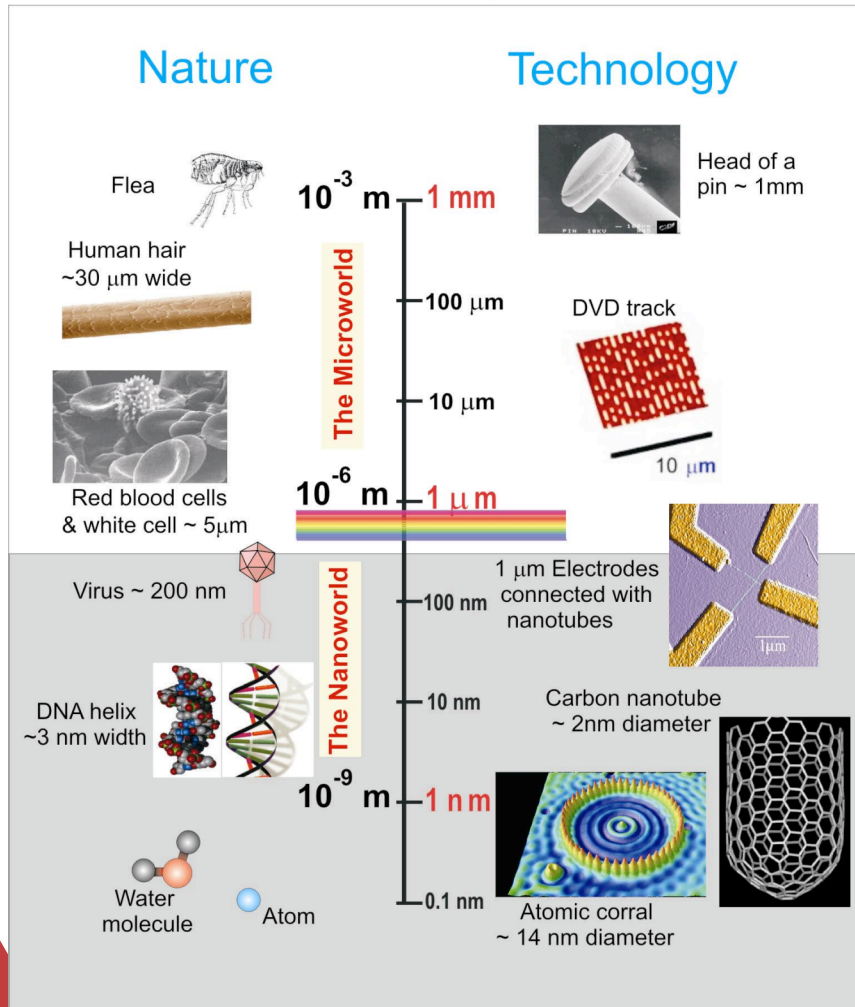 Nature
Technology
Flea
10⁻³ m
1 mm
Head of a
pin ~ 1mm
Human hair
~30 μm wide
The Microworld
100 μm
DVD track
10 μm
10 μm
Red blood cells
& white cell ~ 5μm
10⁻⁶ m
1 μm
Virus ~ 200 nm
The Nanoworld
100 nm
1 μm Electrodes
connected with
nanotubes
1μm
DNA helix
~3 nm width
10 nm
Carbon nanotube
~ 2nm diameter
10⁻⁹ m
1 nm
Water
molecule
Atom
0.1 nm
Atomic corral
~ 14 nm diameter